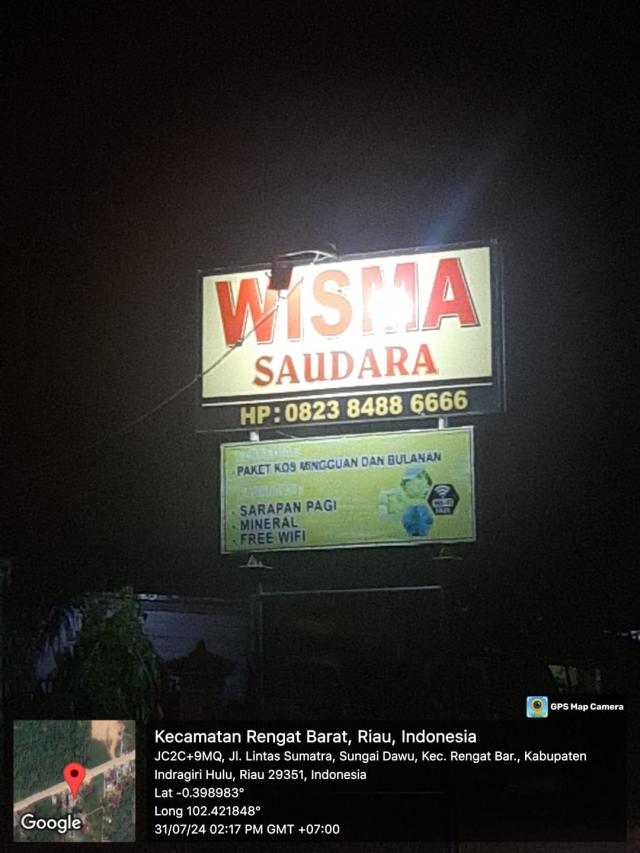 WISMA
SAUDARA
HP : 0823 8488 6666
- PAKET KOS MINGGUAN DAN BULANAN
- SARAPAN PAGI
- MINERAL
- FREE WIFI
GPS Map Camera
Kecamatan Rengat Barat, Riau, Indonesia
JC2C+9MQ, Jl. Lintas Sumatra, Sungai Dawu, Kec. Rengat Bar., Kabupaten
Indragiri Hulu, Riau 29351, Indonesia
Lat -0.398983°
Long 102.421848°
31/07/24 02:17 PM GMT +07:00
Google